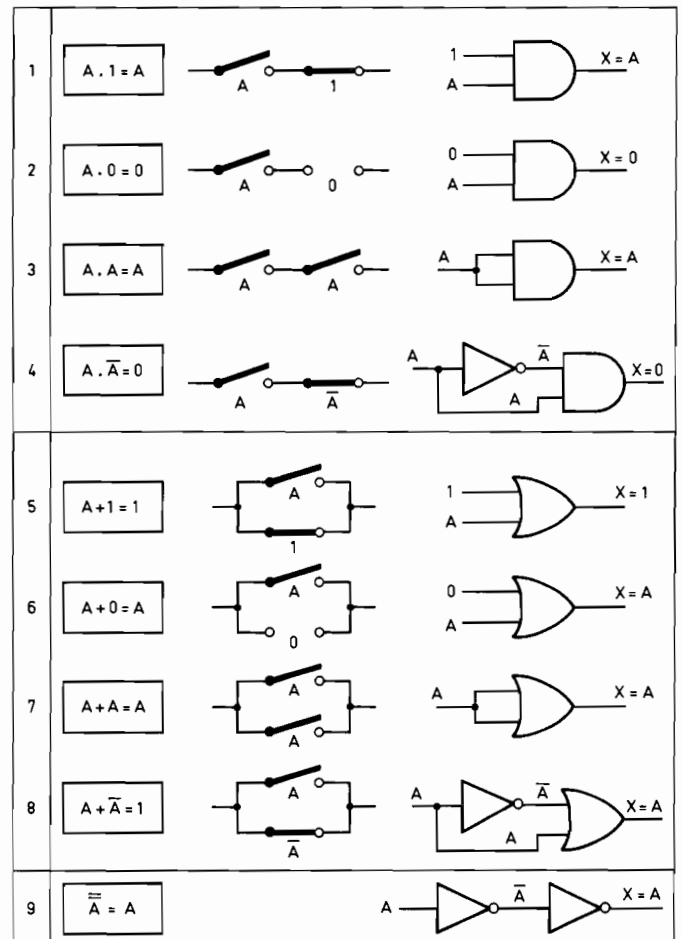 1 A . 1 = A A 1 1 A X = A
2 A . 0 = 0 A 0 0 A X = 0
3 A . A = A A A A X = A
4 A . A̅ = 0 A A̅ A A̅ A X = 0
5 A + 1 = 1 A 1 1 A X = 1
6 A + 0 = A A 0 0 A X = A
7 A + A = A A A A X = A
8 A + A̅ = 1 A A̅ A A̅ A X = A
9 A̿ = A A A̅ X = A